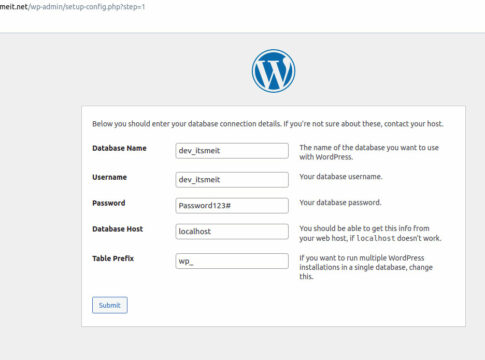 meit.net/wp-admin/setup-config.php?step=1
Below you should enter your database connection details. If you're not sure about these, contact your host.
Database Name
dev_itsmeit
The name of the database you want to use
with WordPress.
Username
dev_itsmeit
Your database username.
Password
Password123#
Your database password.
Database Host
localhost
You should be able to get this info from
your web host, if localhost doesn't work.
Table Prefix
wp_
If you want to run multiple WordPress
installations in a single database, change
this.
Submit